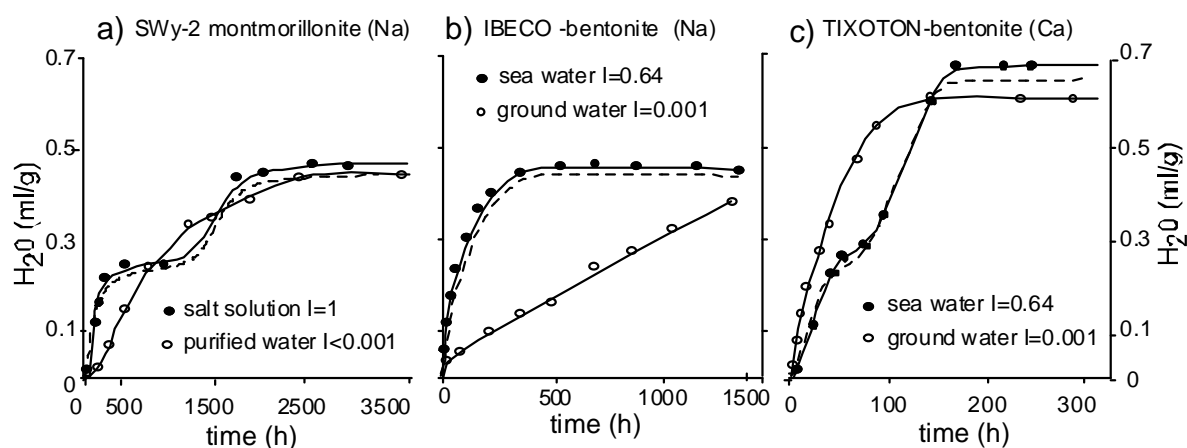 a) SWy-2 montmorillonite (Na)
0.7
0.5
0.3
0.1
0
H₂0 (ml/g)
salt solution I=1
purified water I<0.001
0 500 1500 2500 3500
time (h)
b) IBECO -bentonite (Na)
sea water I=0.64
ground water I=0.001
0 500 1000 1500
time (h)
c) TIXOTON-bentonite (Ca)
0.7
0.5
0.3
0.1
0
H₂0 (ml/g)
sea water I=0.64
ground water I=0.001
0 100 200 300
time (h)